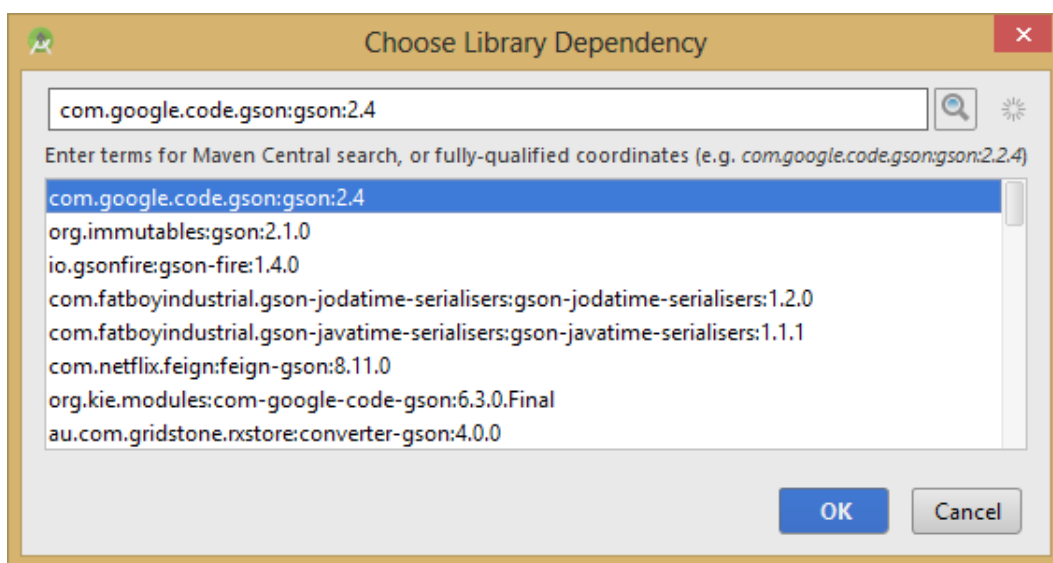 Choose Library Dependency
com.google.code.gson:gson:2.4
Enter terms for Maven Central search, or fully-qualified coordinates (e.g. com.google.code.gson:gson:2.2.4)
com.google.code.gson:gson:2.4
org.immutables:gson:2.1.0
io.gsonfire:gson-fire:1.4.0
com.fatboyindustrial.gson-jodatime-serialisers:gson-jodatime-serialisers:1.2.0
com.fatboyindustrial.gson-javatime-serialisers:gson-javatime-serialisers:1.1.1
com.netflix.feign:feign-gson:8.11.0
org.kie.modules:com-google-code-gson:6.3.0.Final
au.com.gridstone.rxstore:converter-gson:4.0.0
OK Cancel